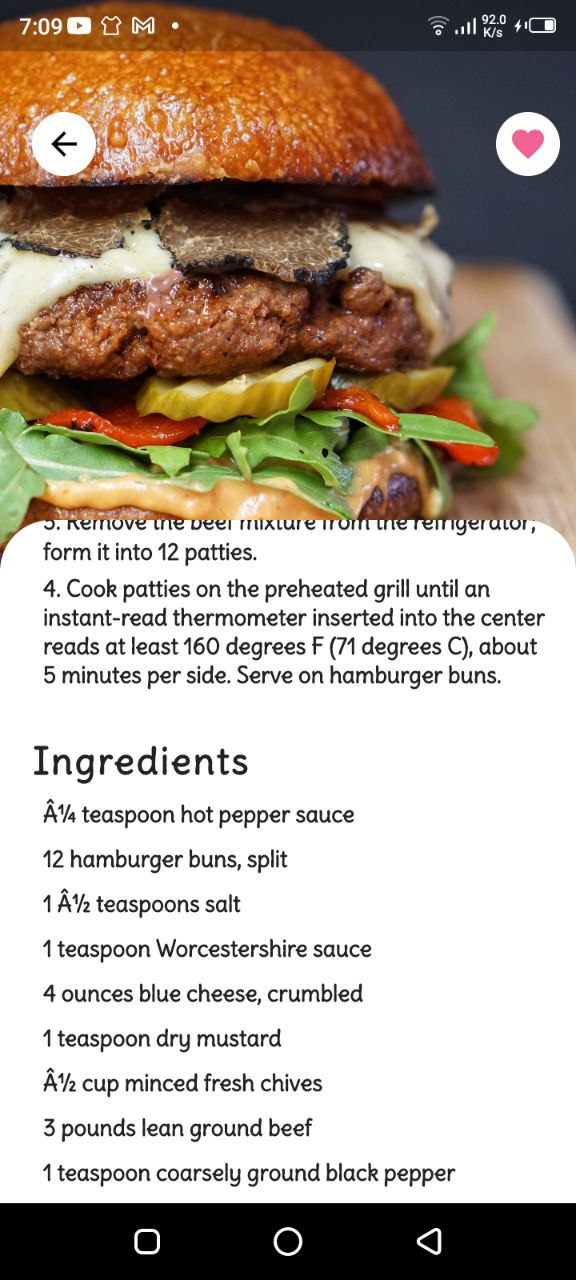 7:09
92.0
K/s
3. Remove the beef mixture from the refrigerator;
form it into 12 patties.
4. Cook patties on the preheated grill until an
instant-read thermometer inserted into the center
reads at least 160 degrees F (71 degrees C), about
5 minutes per side. Serve on hamburger buns.
Ingredients
Â¼ teaspoon hot pepper sauce
12 hamburger buns, split
1 Â½ teaspoons salt
1 teaspoon Worcestershire sauce
4 ounces blue cheese, crumbled
1 teaspoon dry mustard
Â½ cup minced fresh chives
3 pounds lean ground beef
1 teaspoon coarsely ground black pepper